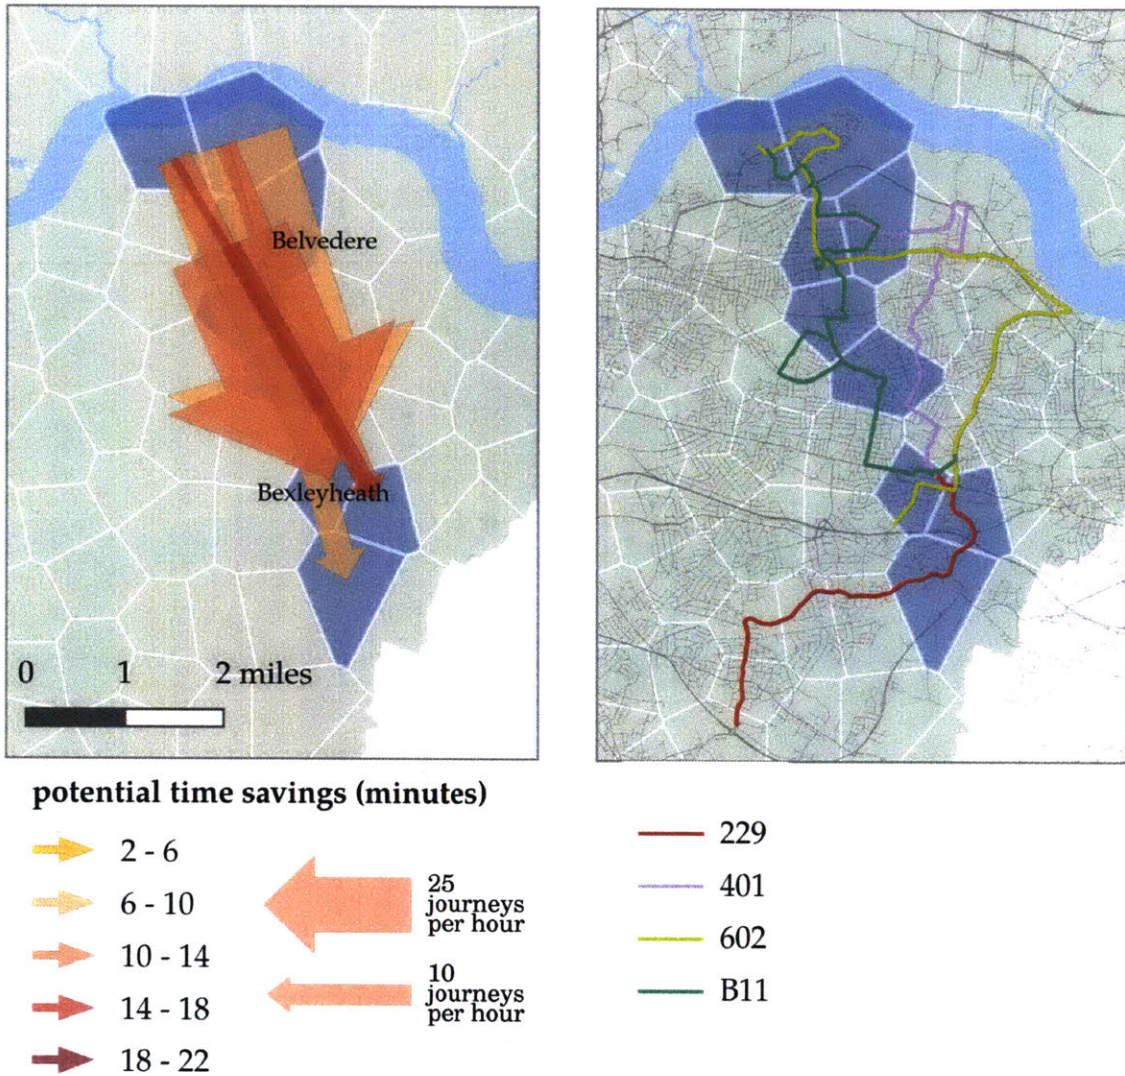 Belvedere
Bexleyheath
0 1 2 miles
potential time savings (minutes)
2 - 6
6 - 10
10 - 14
14 - 18
18 - 22
25
journeys
per hour
10
journeys
per hour
229
401
602
B11